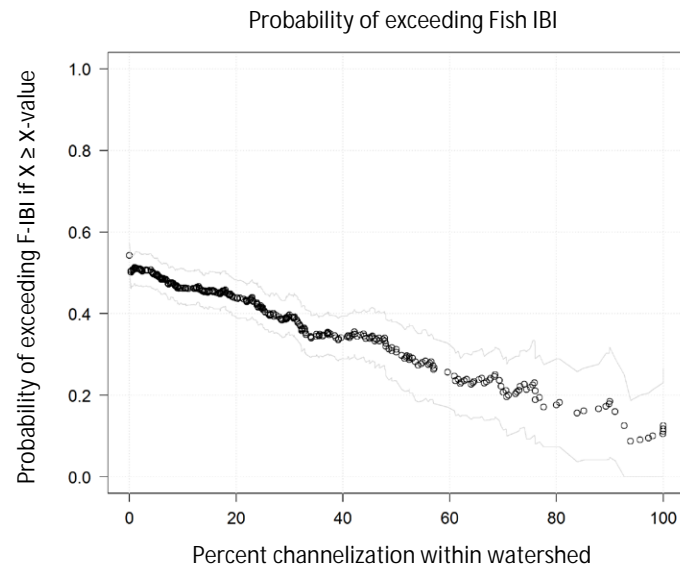 Probability of exceeding Fish IBI
Probability of exceeding F-IBI if X ≥ X-value
1.0
0.8
0.6
0.4
0.2
0.0
0 20 40 60 80 100
Percent channelization within watershed